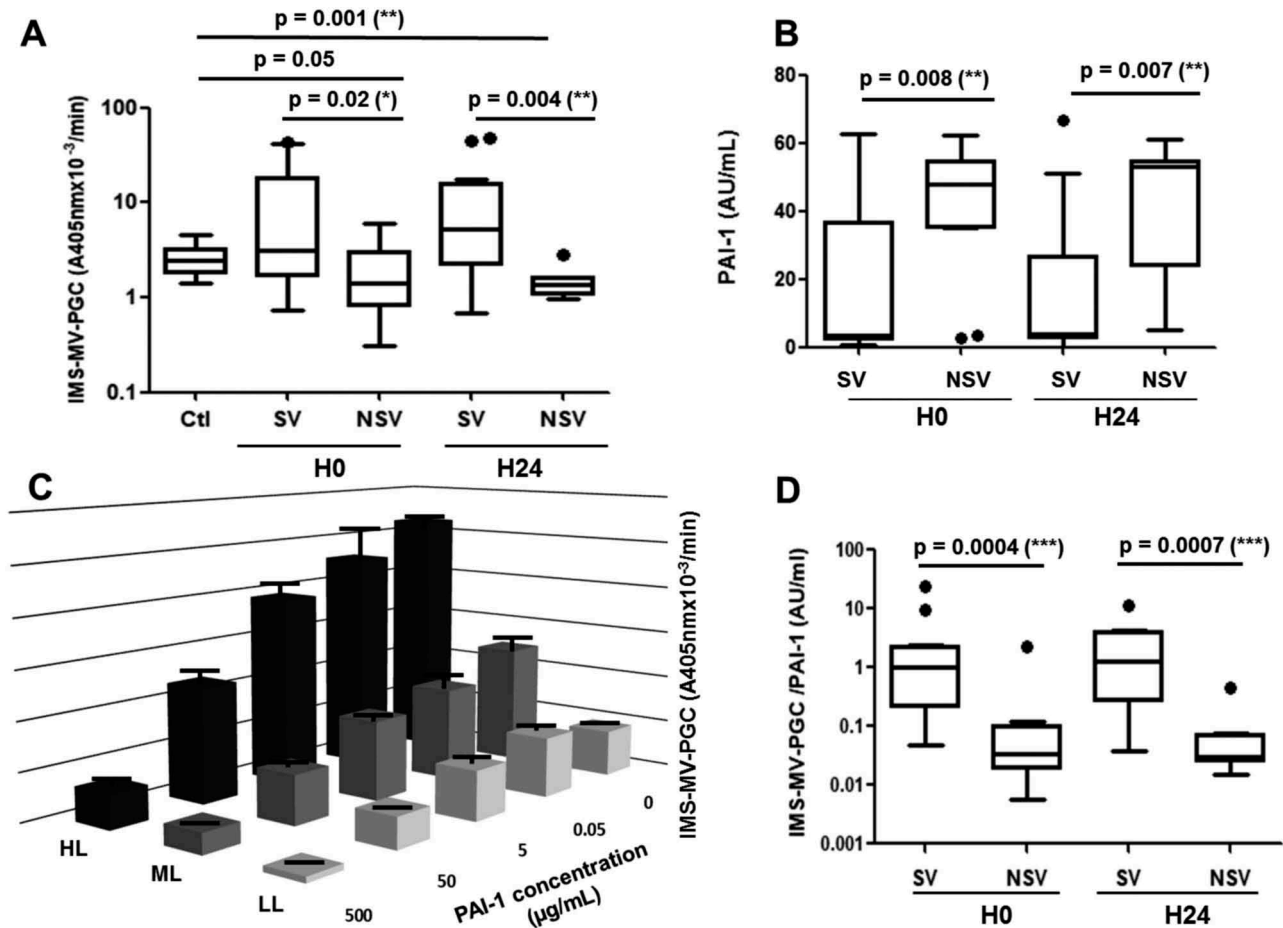 A
p = 0.001 (**)
p = 0.05
p = 0.02 (*)
p = 0.004 (**)
IMS-MV-PGC (A405nmx10⁻³/min)
100
10
1
0.1
Ctl SV NSV SV NSV
H0 H24
B
p = 0.008 (**)
p = 0.007 (**)
PAI-1 (AU/mL)
80
60
40
20
0
SV NSV SV NSV
H0 H24
C
IMS-MV-PGC (A405nmx10⁻³/min)
HL
ML
LL
500
50
5
0.05
0
PAI-1 concentration
(µg/mL)
D
p = 0.0004 (***)
p = 0.0007 (***)
IMS-MV-PGC /PAI-1 (AU/ml)
100
10
1
0.1
0.01
0.001
SV NSV SV NSV
H0 H24